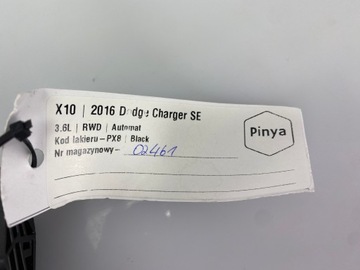 X10 | 2016 Dodge Charger SE
3.6L | RWD | Automat
Kod lakieru - PX8 | Black
Nr magazynowy - 02461
Pinya